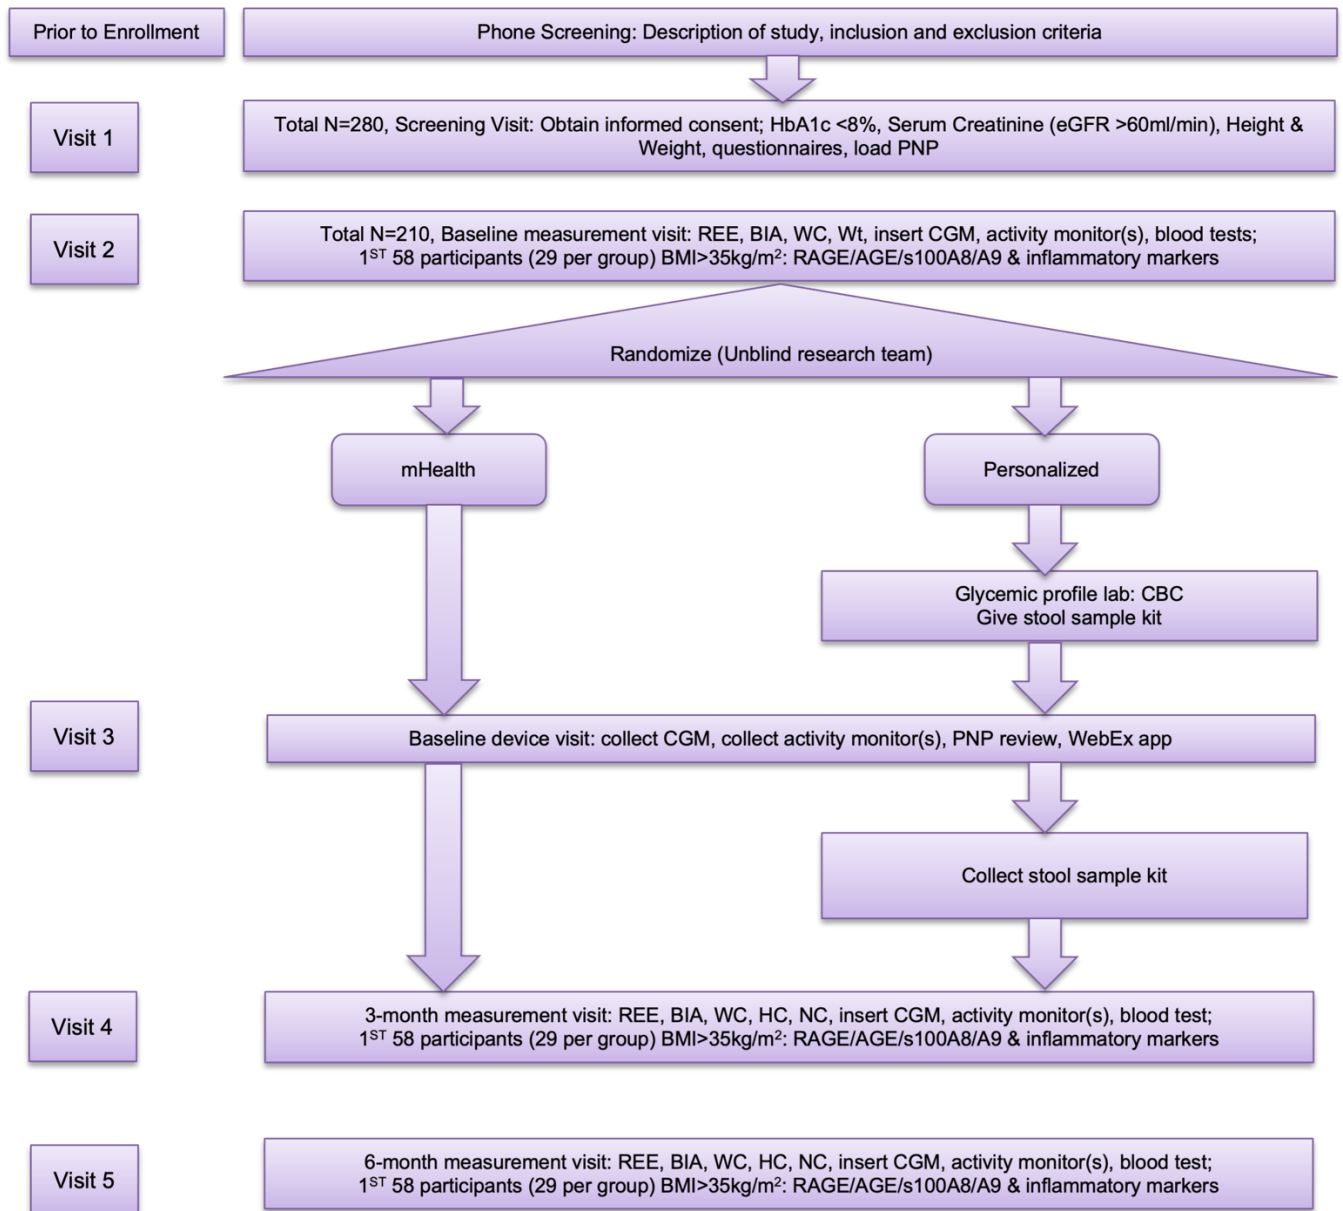 Prior to Enrollment
Phone Screening: Description of study, inclusion and exclusion criteria
Visit 1
Total N=280, Screening Visit: Obtain informed consent; HbA1c <8%, Serum Creatinine (eGFR >60ml/min), Height &
Weight, questionnaires, load PNP
Visit 2
Total N=210, Baseline measurement visit: REE, BIA, WC, Wt, insert CGM, activity monitor(s), blood tests;
1ST 58 participants (29 per group) BMI>35kg/m²: RAGE/AGE/s100A8/A9 & inflammatory markers
Randomize (Unblind research team)
mHealth
Personalized
Glycemic profile lab: CBC
Give stool sample kit
Visit 3
Baseline device visit: collect CGM, collect activity monitor(s), PNP review, WebEx app
Collect stool sample kit
Visit 4
3-month measurement visit: REE, BIA, WC, HC, NC, insert CGM, activity monitor(s), blood test;
1ST 58 participants (29 per group) BMI>35kg/m²: RAGE/AGE/s100A8/A9 & inflammatory markers
Visit 5
6-month measurement visit: REE, BIA, WC, HC, NC, insert CGM, activity monitor(s), blood test;
1ST 58 participants (29 per group) BMI>35kg/m²: RAGE/AGE/s100A8/A9 & inflammatory markers